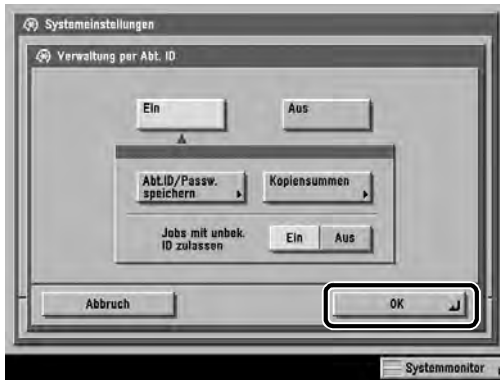 Systemeinstellungen
Verwaltung per Abt. ID
Ein
Aus
Abt.ID/Passw.
speichern
Kopiensummen
Jobs mit unbek.
ID zulassen
Ein
Aus
Abbruch
OK
Systemmonitor